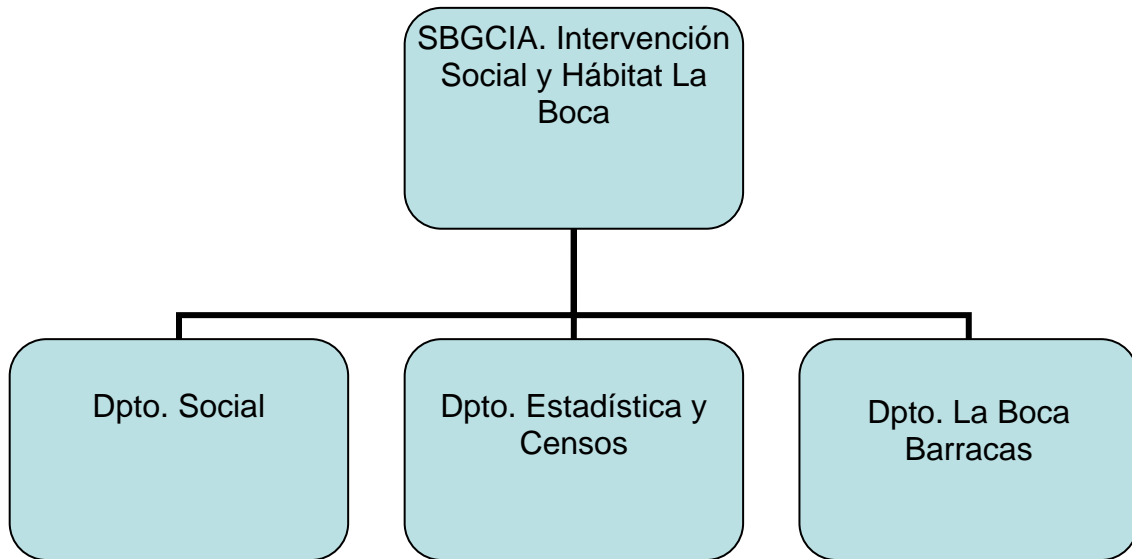 SBGCIA. Intervención
Social y Hábitat La
Boca
Dpto. Social
Dpto. Estadística y
Censos
Dpto. La Boca
Barracas